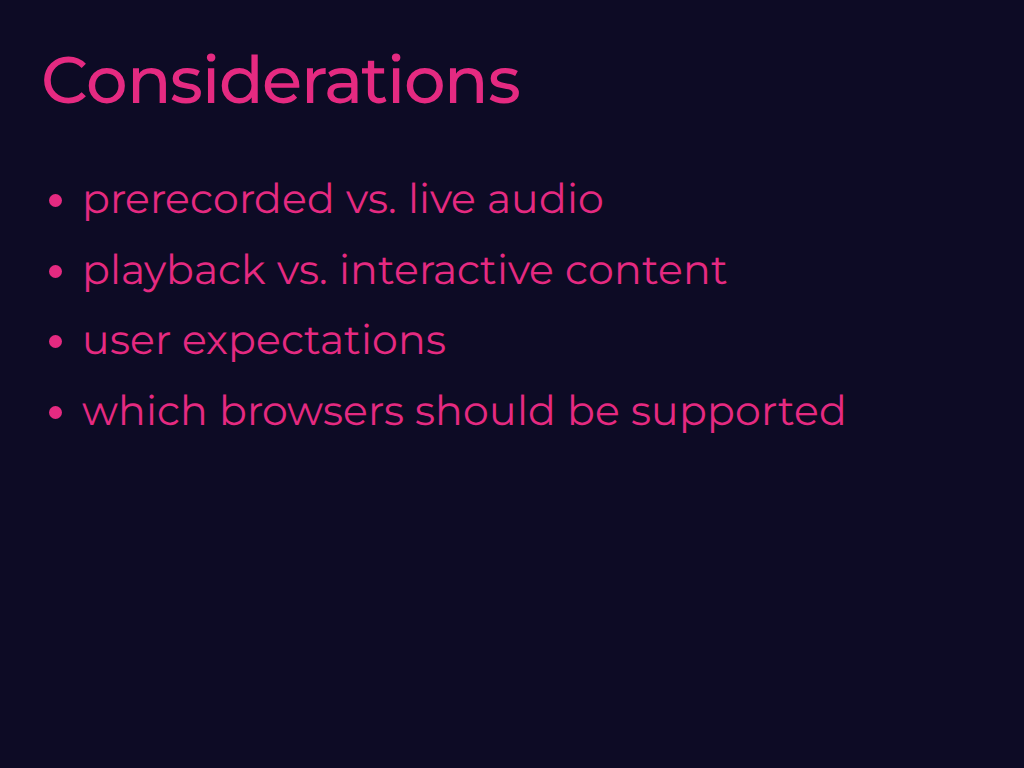 Considerations
• prerecorded vs. live audio
• playback vs. interactive content
• user expectations
• which browsers should be supported